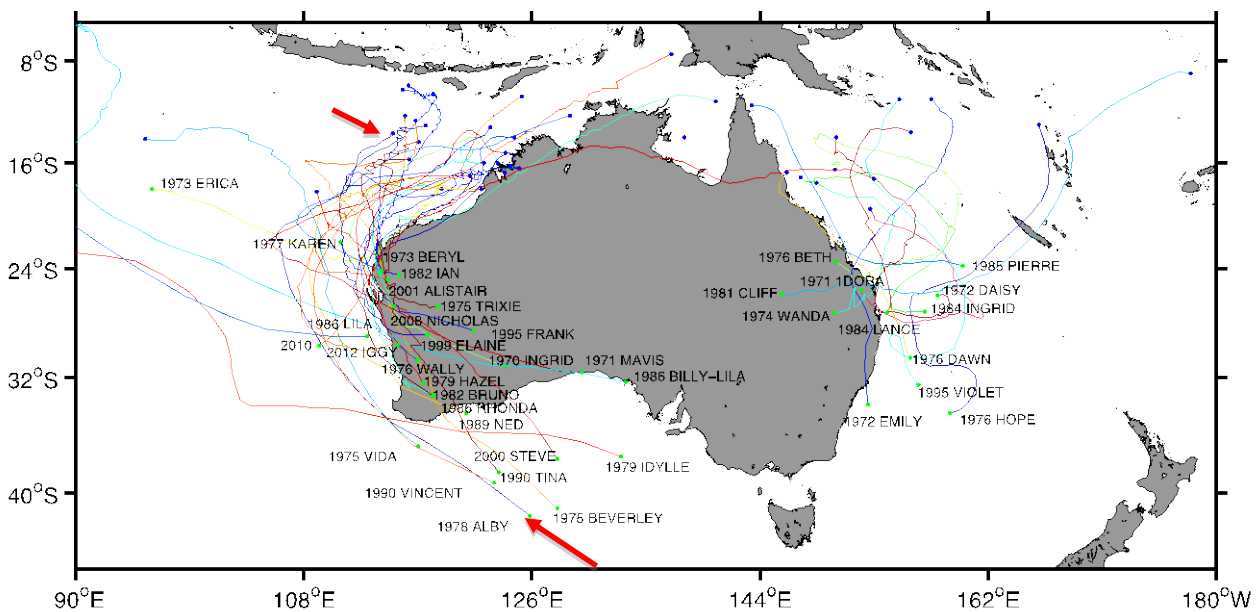 8°S
16°S
1973 ERICA
1977 KAREN
1973 BERYL
1976 BETH
1985 PIERRE
24°S
1982 IAN
1971 1DORA
2001 ALISTAIR
1981 CLIFF
1972 DAISY
1975 TRIXIE
1984 INGRID
2008 NICHOLAS
1974 WANDA
1986 LILA
1995 FRANK
1984 LANCE
2010
2012 IGGY
1999 ELAINE
1970 INGRID
1971 MAVIS
1976 DAWN
1976 WALLY
1986 BILLY-LILA
32°S
1979 HAZEL
1982 BRUNO
1995 VIOLET
1986 RHONDA
1989 NED
1972 EMILY
1976 HOPE
1975 VIDA
2000 STEVE
1979 IDYLLE
1990 TINA
1990 VINCENT
40°S
1978 ALBY
1975 BEVERLEY
90°E
108°E
126°E
144°E
162°E
180°W